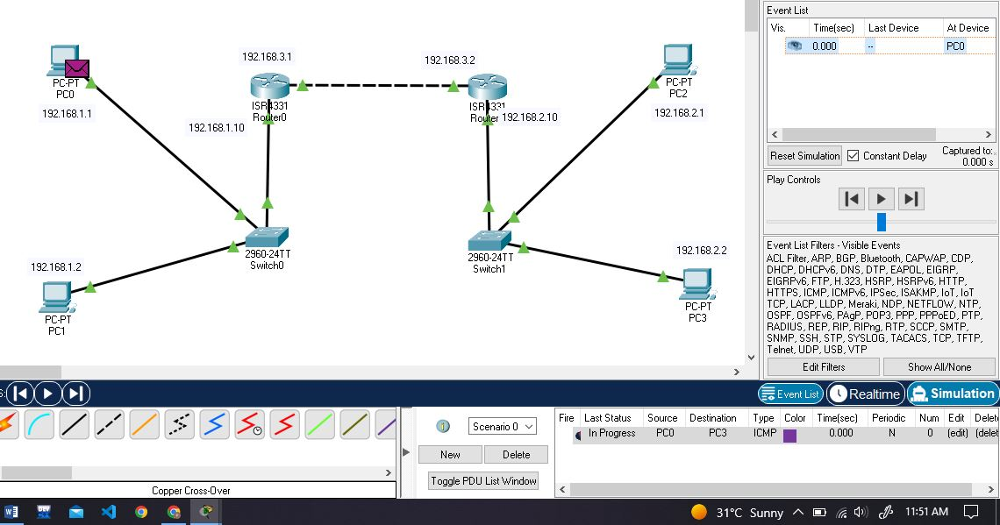 192.168.3.1
192.168.3.2
PC-PT
PC0
192.168.1.1
ISR4331
Router0
192.168.1.10
ISR4331
Router
192.168.2.10
PC-PT
PC2
192.168.2.1
2960-24TT
Switch0
192.168.1.2
PC-PT
PC1
2960-24TT
Switch1
192.168.2.2
PC-PT
PC3
Event List
Vis. Time(sec) Last Device At Device
0.000 -- PC0
Reset Simulation Constant Delay Captured to:
0.000 s
Play Controls
Event List Filters - Visible Events
ACL Filter, ARP, BGP, Bluetooth, CAPWAP, CDP,
DHCP, DHCPv6, DNS, DTP, EAPOL, EIGRP,
EIGRPv6, FTP, H.323, HSRP, HSRPv6, HTTP,
HTTPS, ICMP, ICMPv6, IPSec, ISAKMP, IoT, IoT
TCP, LACP, LLDP, Meraki, NDP, NETFLOW, NTP,
OSPF, OSPFv6, PAgP, POP3, PPP, PPPoED, PTP,
RADIUS, REP, RIP, RIPng, RTP, SCCP, SMTP,
SNMP, SSH, STP, SYSLOG, TACACS, TCP, TFTP,
Telnet, UDP, USB, VTP
Edit Filters Show All/None
Event List Realtime Simulation
Scenario 0
New Delete
Toggle PDU List Window
Fire Last Status Source Destination Type Color Time(sec) Periodic Num Edit Delete
In Progress PC0 PC3 ICMP 0.000 N 0 (edit) (delet
Copper Cross-Over
31°C Sunny 11:51 AM